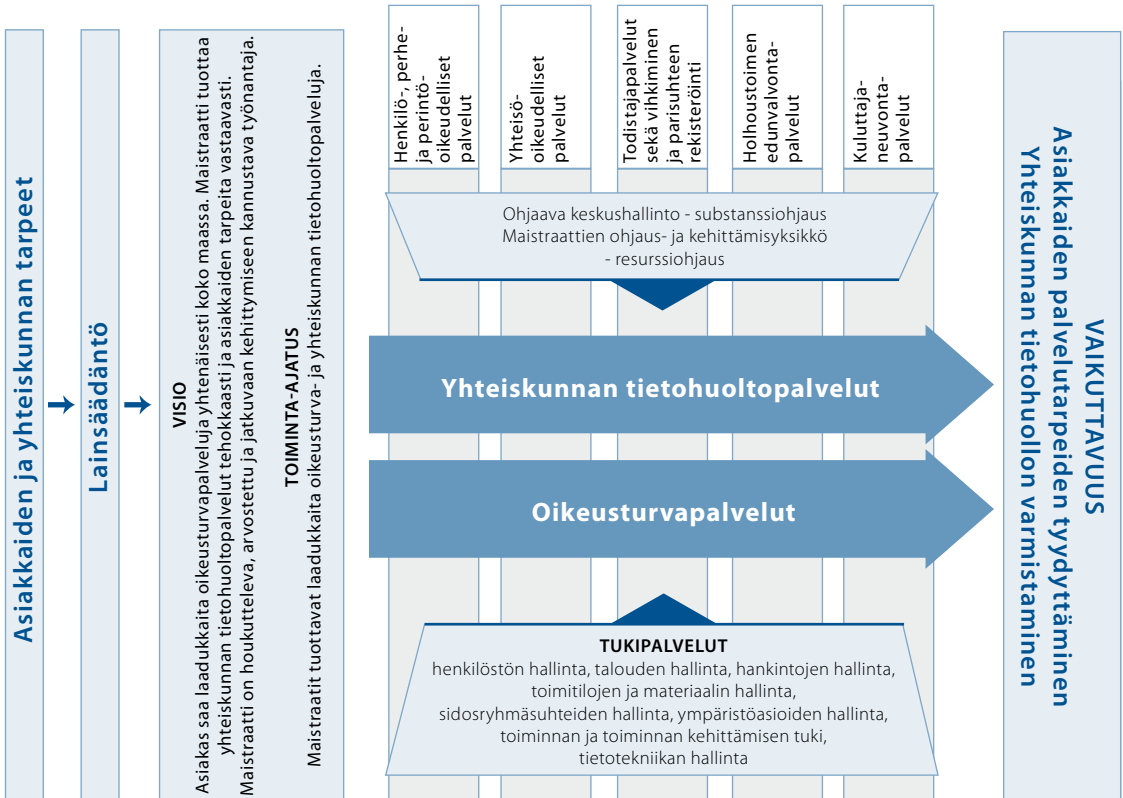 Asiakkaiden ja yhteiskunnan tarpeet
Lainsäädäntö
VISIO
Asiakas saa laadukkaita oikeusturvapalveluja yhtenäisesti koko maassa. Maistraatti tuottaa
yhteiskunnan tietohuoltopalvelut tehokkaasti ja asiakkaiden tarpeita vastaavasti.
Maistraatti on houkutteleva, arvostettu ja jatkuvaan kehittymiseen kannustava työnantaja.
TOIMINTA-AJATUS
Maistraatit tuottavat laadukkaita oikeusturva- ja yhteiskunnan tietohuoltopalveluja.
Henkilö-, perhe-
ja perintö-
oikeudelliset
palvelut
Yhteisö-
oikeudelliset
palvelut
Todistajapalvelut
sekä vihkiminen
ja parisuhteen
rekisteröinti
Holhoustoimen
edunvalvonta-
palvelut
Kuluttaja-
neuvonta-
palvelut
Ohjaava keskushallinto - substanssiohjaus
Maistraattien ohjaus- ja kehittämisyksikkö
- resurssiohjaus
Yhteiskunnan tietohuoltopalvelut
Oikeusturvapalvelut
TUKIPALVELUT
henkilöstön hallinta, talouden hallinta, hankintojen hallinta,
toimitilojen ja materiaalin hallinta,
sidosryhmäsuhteiden hallinta, ympäristöasioiden hallinta,
toiminnan ja toiminnan kehittämisen tuki,
tietotekniikan hallinta
VAIKUTTAVUUS
Asiakkaiden palvelutarpeiden tyydyttäminen
Yhteiskunnan tietohuollon varmistaminen